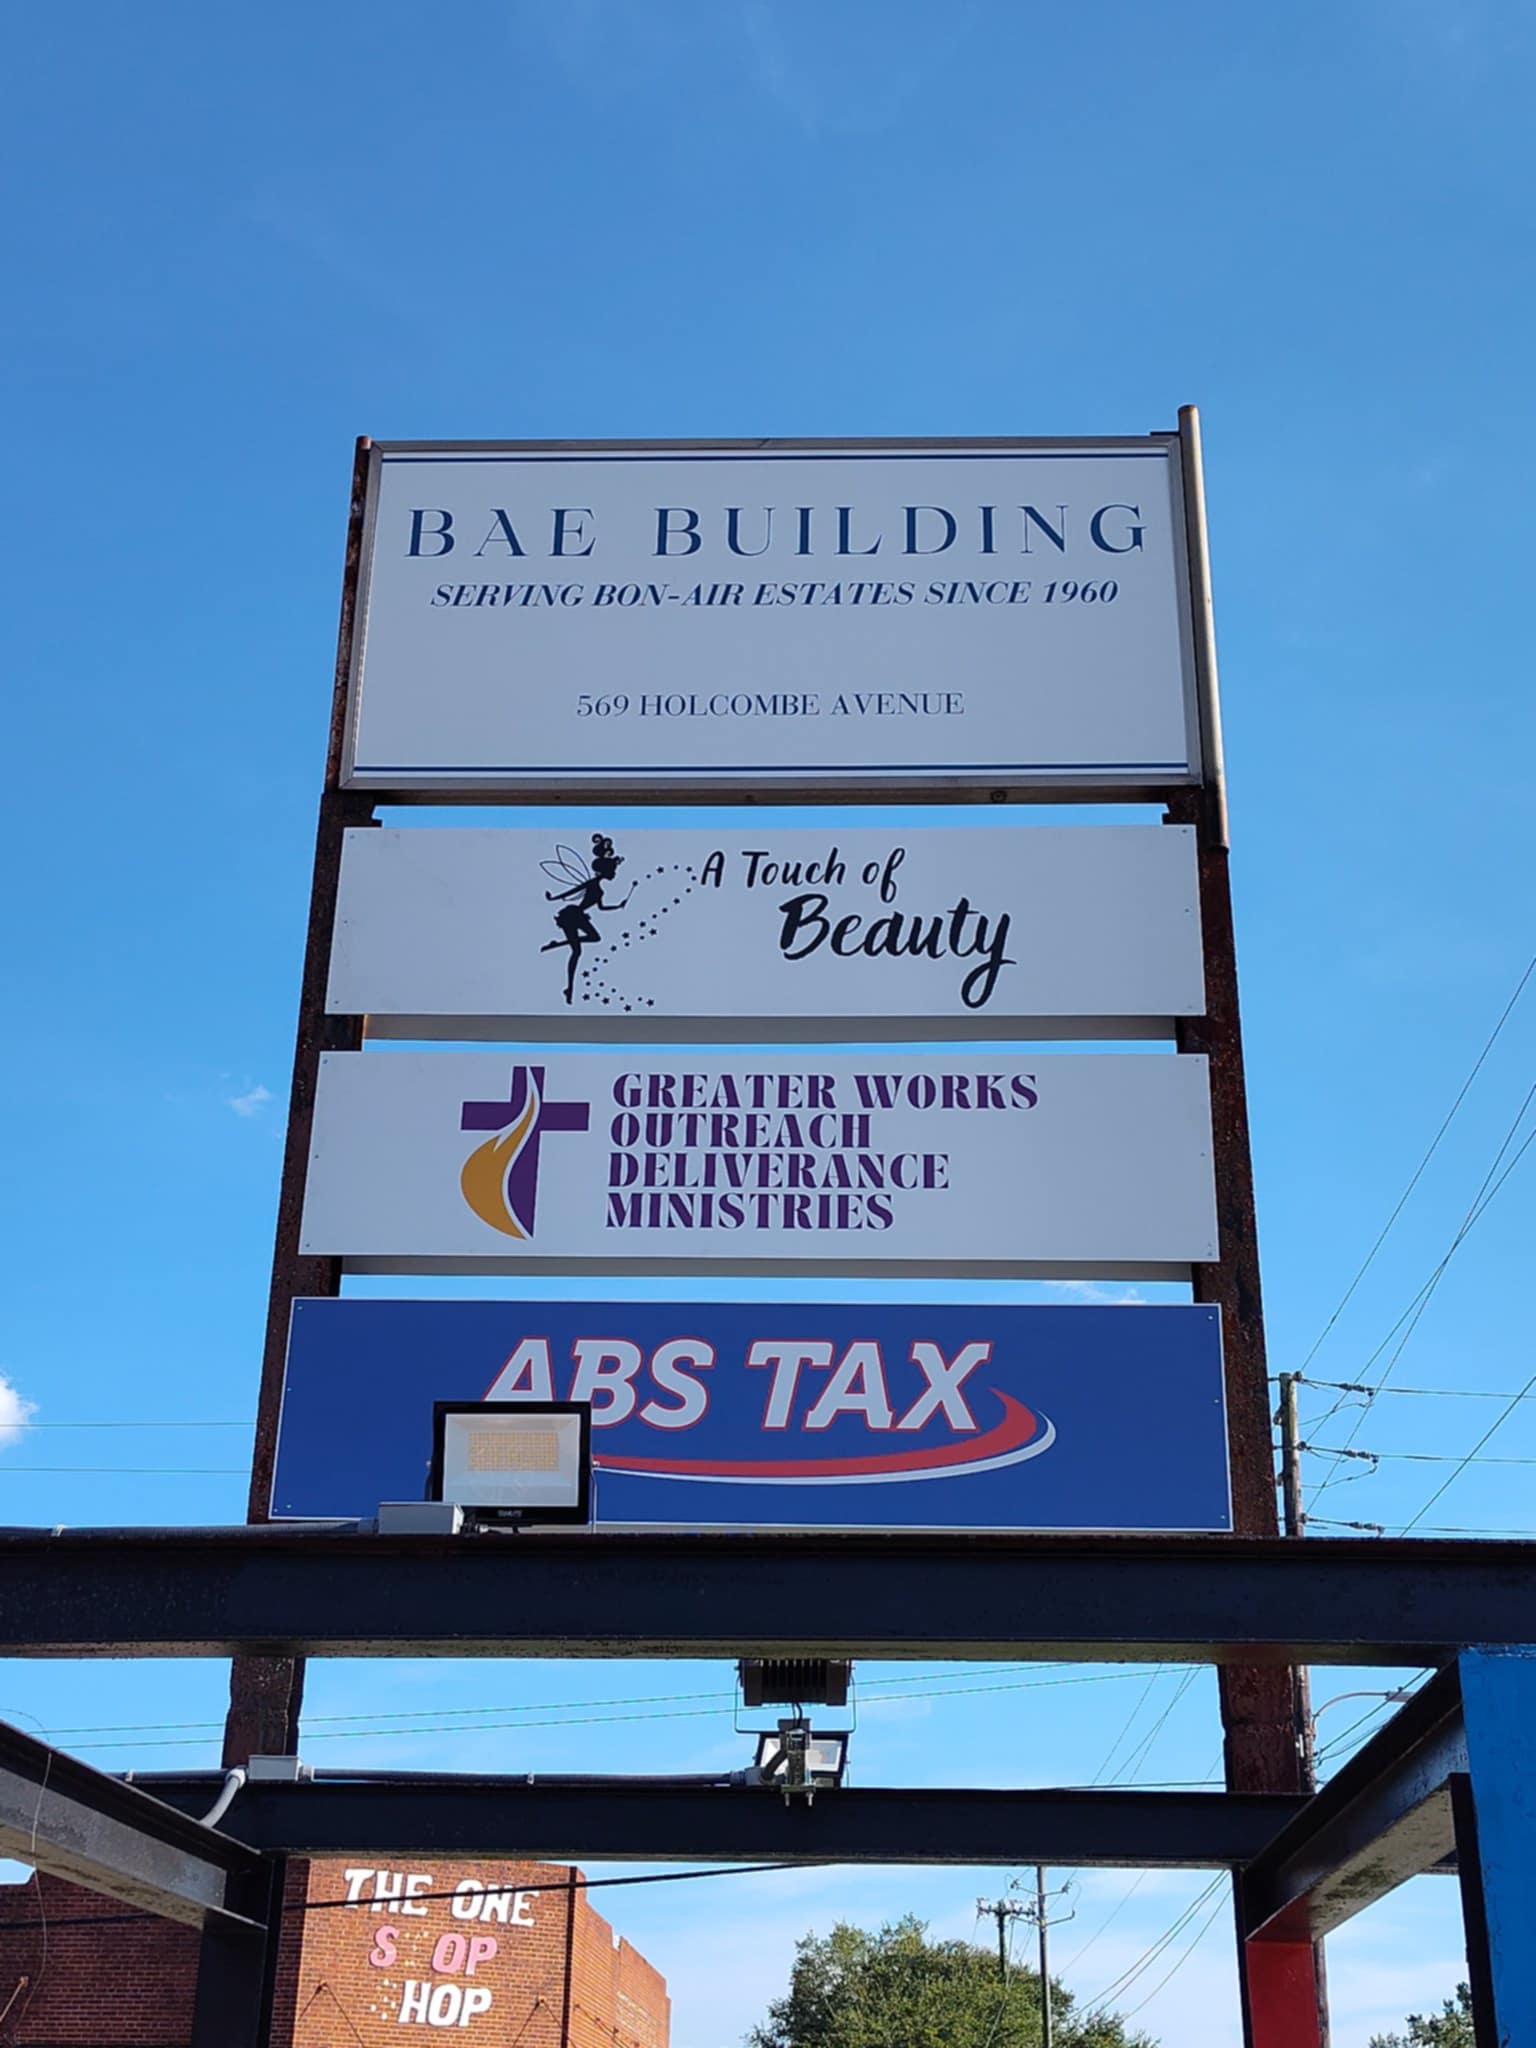 BAE BUILDING
SERVING BON-AIR ESTATES SINCE 1960
569 HOLCOMBE AVENUE
A Touch of
Beauty
GREATER WORKS
OUTREACH
DELIVERANCE
MINISTRIES
ABS TAX
THE ONE
S OP
HOP